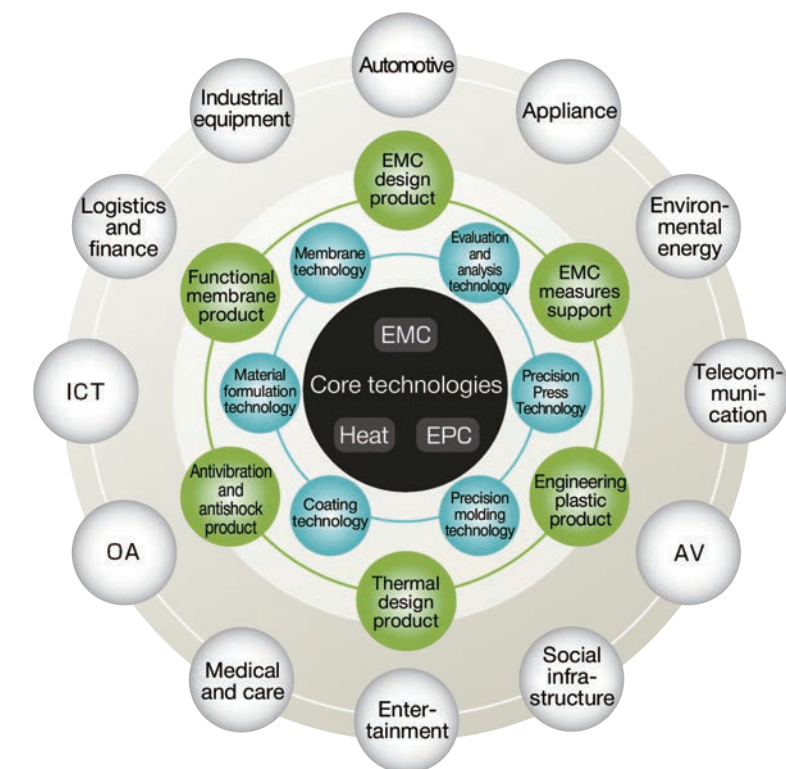 Automotive
Industrial
equipment
Appliance
EMC
design
product
Logistics
and
finance
Environ-
mental
energy
Membrane
technology
Evaluation
and
analysis
technology
Functional
membrane
product
EMC
measures
support
EMC
Core technologies
Heat
EPC
ICT
Material
formulation
technology
Precision
Press
Technology
Telecom-
muni-
cation
Antivibration
and
antishock
product
Coating
technology
Precision
molding
technology
Engineering
plastic
product
OA
AV
Thermal
design
product
Medical
and care
Enter-
tainment
Social
infra-
structure